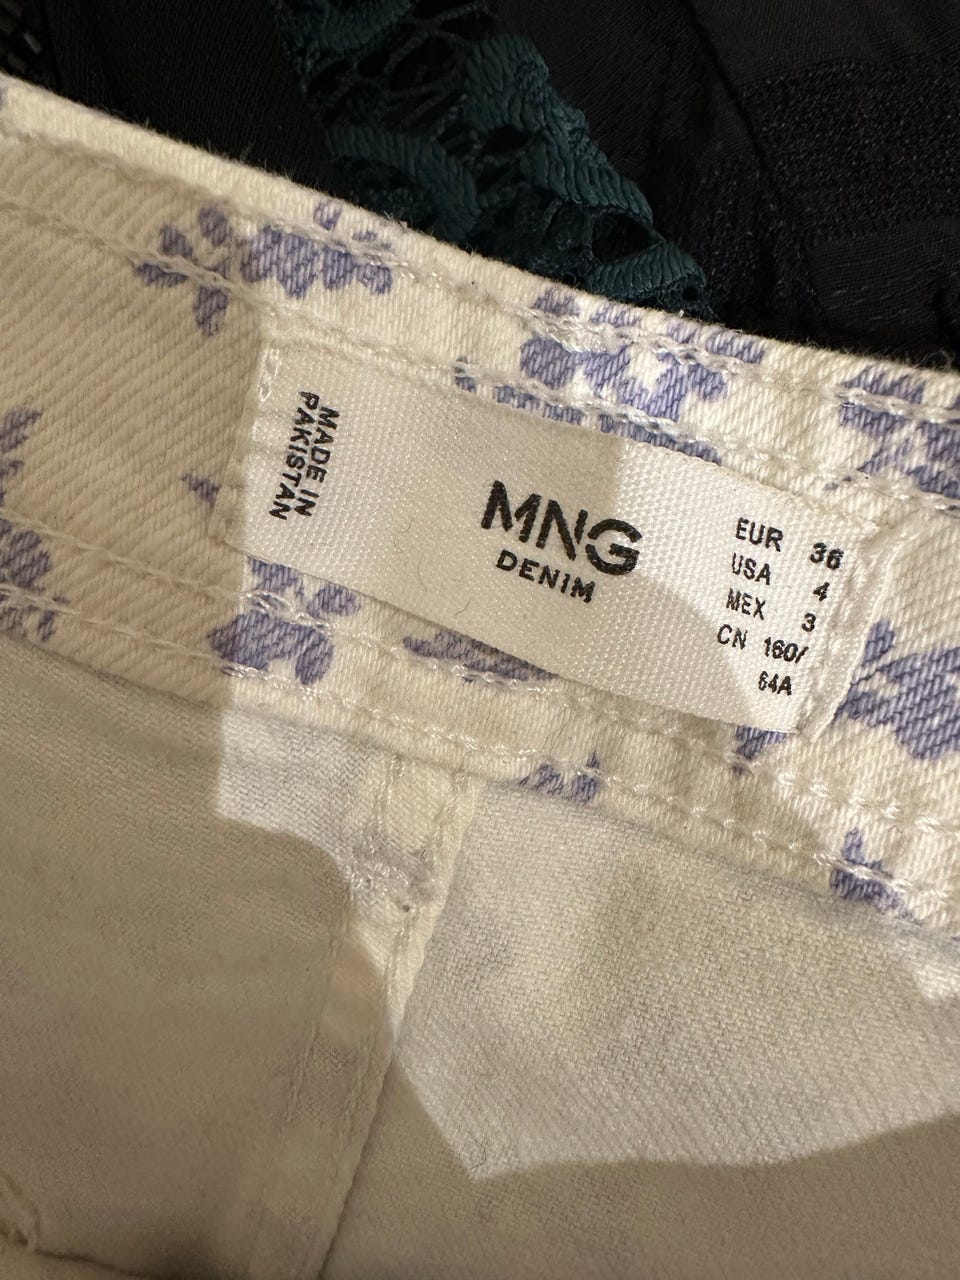 MADE IN
PAKISTAN
MNG
DENIM
EUR 36
USA 4
MEX 3
CN 160/
64A